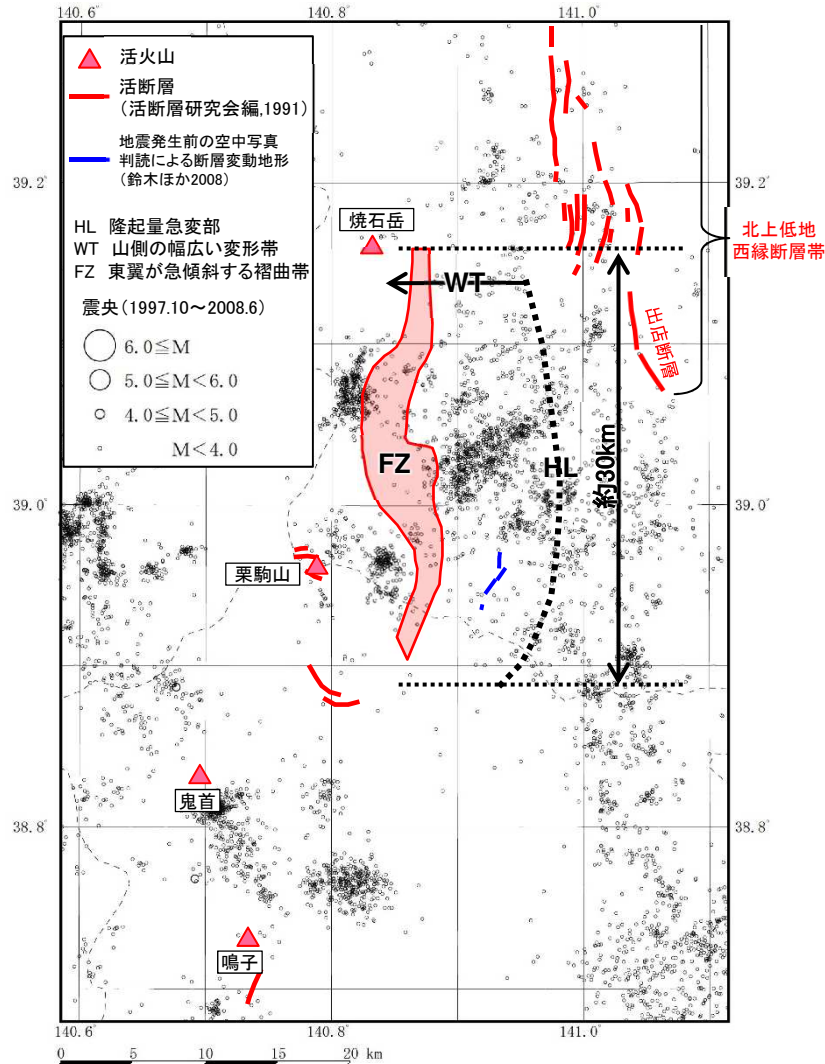 140.6° 140.8° 141.0°
活火山
活断層
(活断層研究会編,1991)
地震発生前の空中写真
判読による断層変動地形
(鈴木ほか2008)
HL 隆起量急変部
WT 山側の幅広い変形帯
FZ 東翼が急傾斜する褶曲帯
震央(1997.10～2008.6)
6.0≦M
5.0≦M<6.0
4.0≦M<5.0
M<4.0
39.2° 39.2°
焼石岳
北上低地
西縁断層帯
WT
出店断層
FZ
HL
約30km
39.0° 39.0°
栗駒山
鬼首
38.8° 38.8°
鳴子
140.6° 140.8° 141.0°
0 5 10 15 20 km